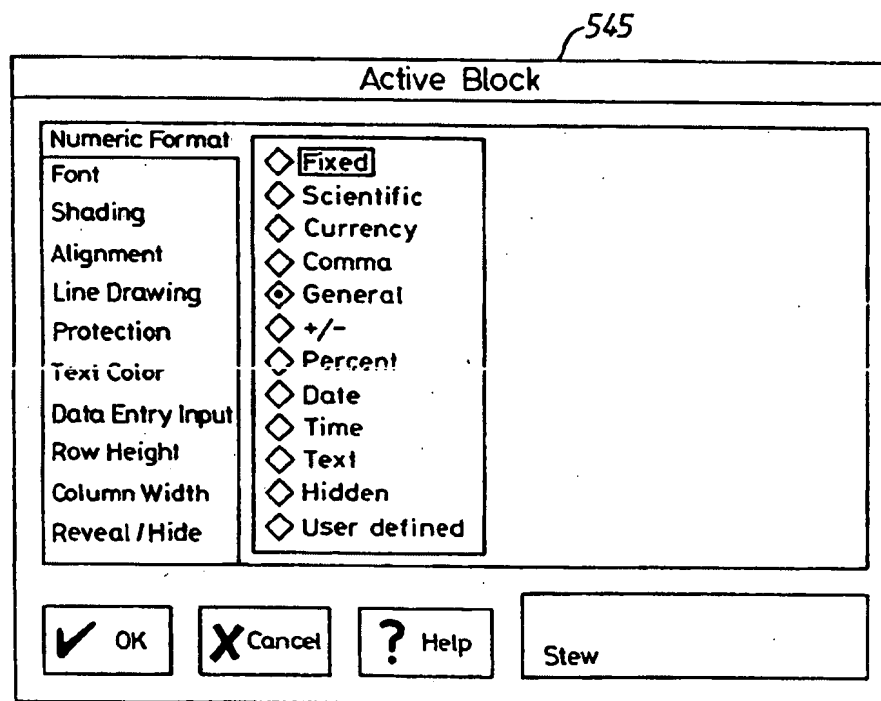 545
Active Block
Numeric Format
Font
Shading
Alignment
Line Drawing
Protection
Text Color
Data Entry Input
Row Height
Column Width
Reveal / Hide
Fixed
Scientific
Currency
Comma
General
+/-
Percent
Date
Time
Text
Hidden
User defined
OK
Cancel
? Help
Stew